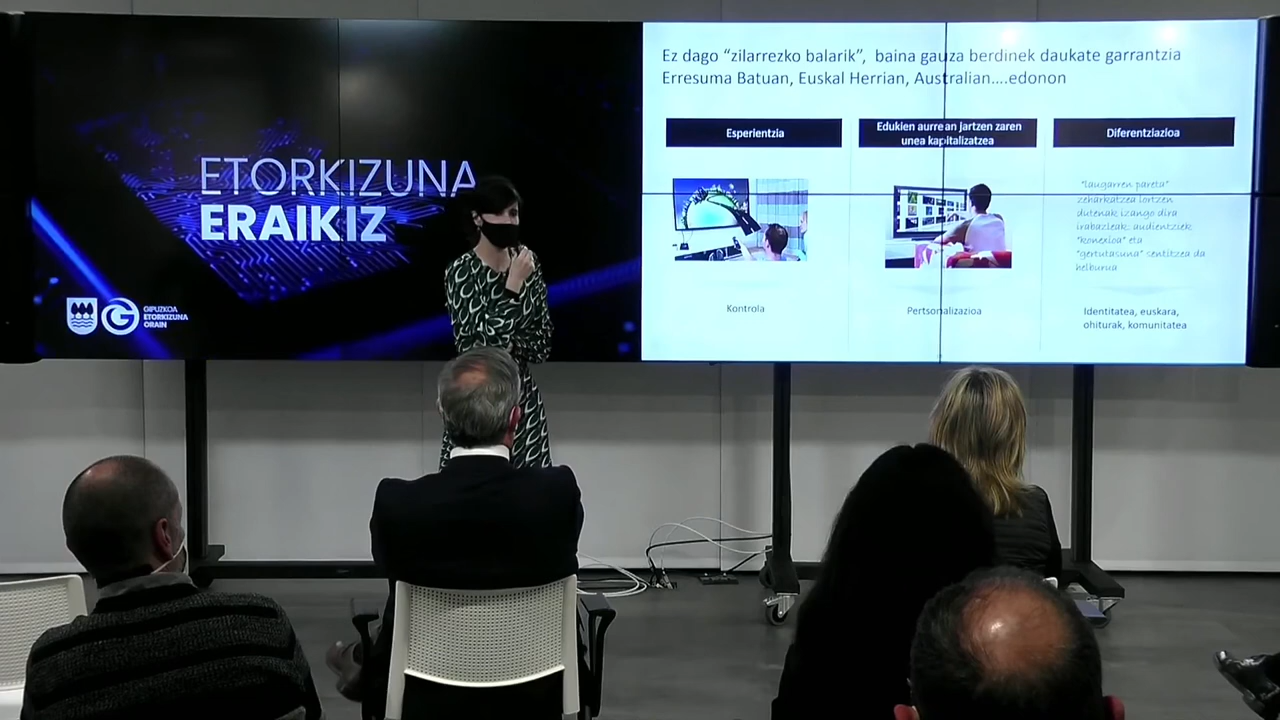 ETORKIZUNA
ERAIKIZ
GIPUZKOA
ETORKIZUNA
ORAIN
Ez dago “zilarrezko balarik”, baina gauza berdinek daukate garrantzia
Erresuma Batuan, Euskal Herrian, Australian....edonon
Esperientzia
Edukien aurrean jartzen zaren
unea kapitalizatzea
Diferentziazioa
"laugarren pareta"
zeharkatzea lortzen
dutenak izango dira
irabazleak: audientziek
"konexioa" eta
"gertutasuna" sentitzea da
helburua
Kontrola
Pertsonalizazioa
Identitatea, euskara,
ohiturak, komunitatea